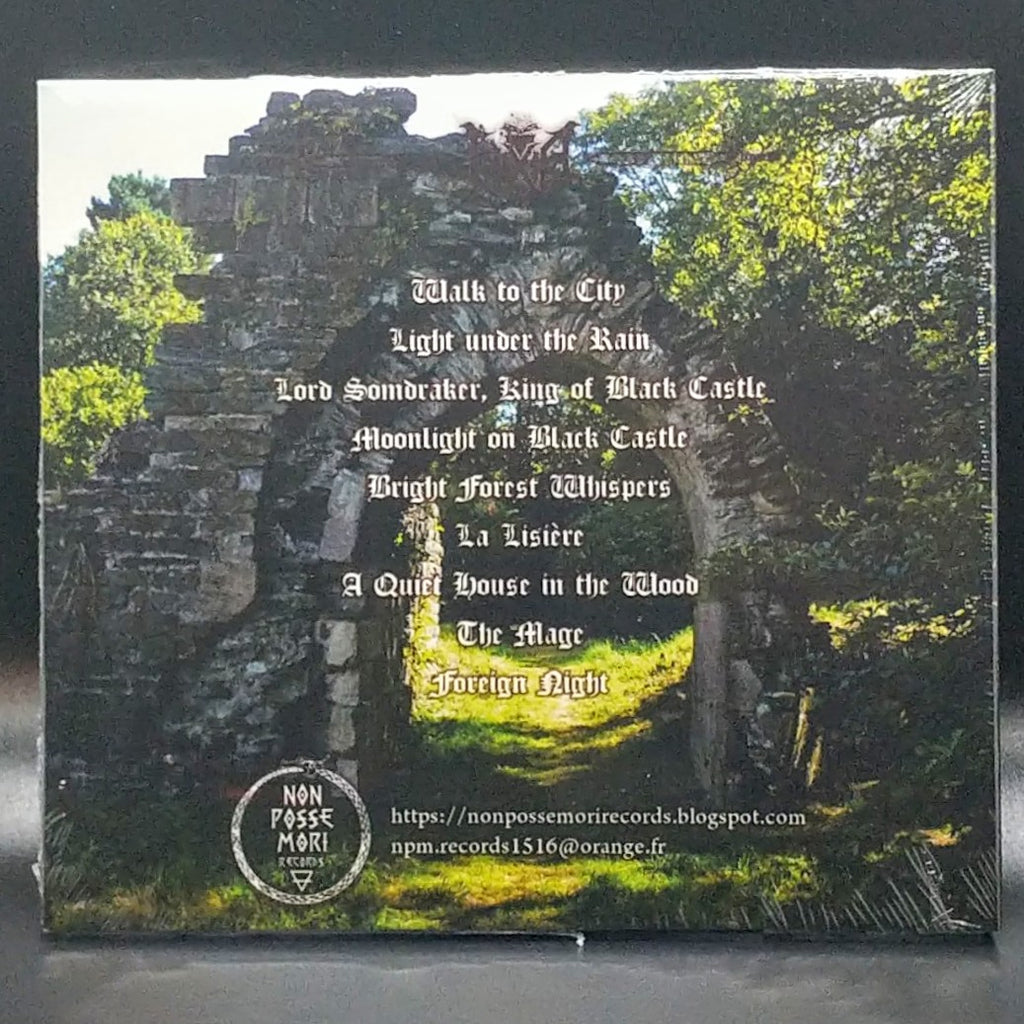 Walk to the City
Light under the Rain
Lord Somdraker, King of Black Castle
Moonlight on Black Castle
Bright Forest Whispers
La Lisière
A Quiet House in the Wood
The Mage
Foreign Night
NON
POSSE
MORI
RECORDS
https://nonpossemorirecords.blogspot.com
npm.records1516@orange.fr